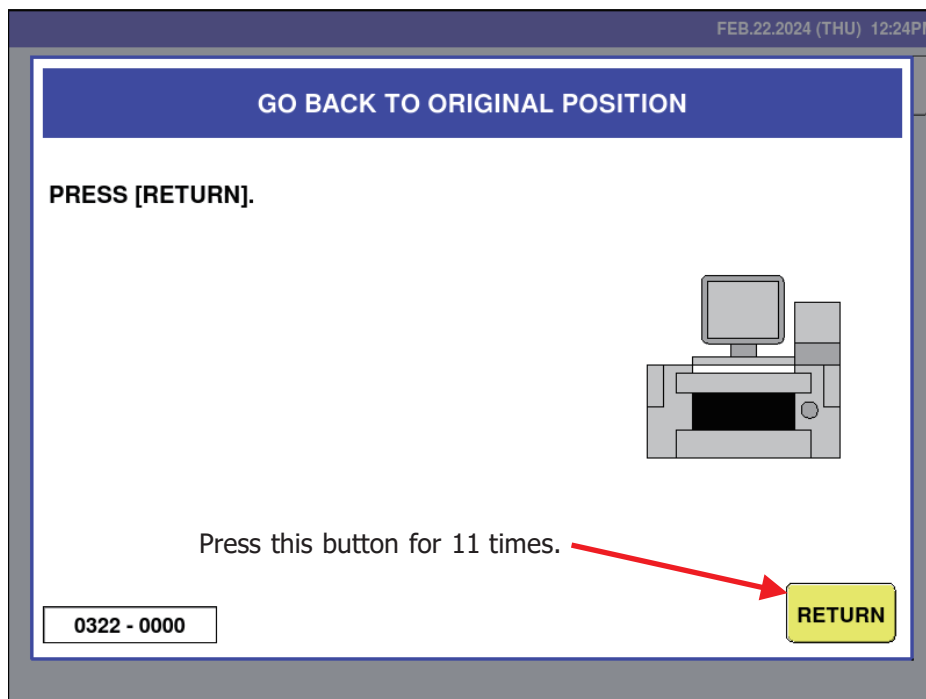 FEB.22.2024 (THU) 12:24P
GO BACK TO ORIGINAL POSITION
PRESS [RETURN].
Press this button for 11 times.
RETURN
0322 - 0000